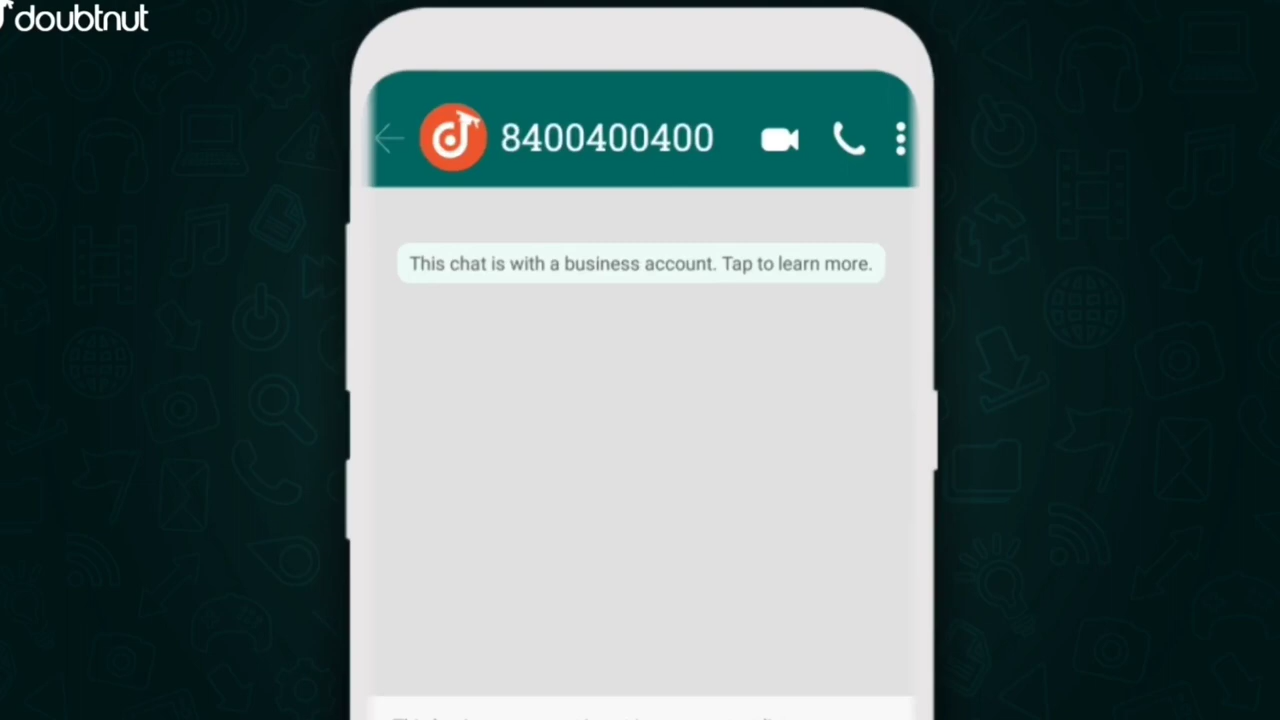 doubtnut
8400400400
This chat is with a business account. Tap to learn more.